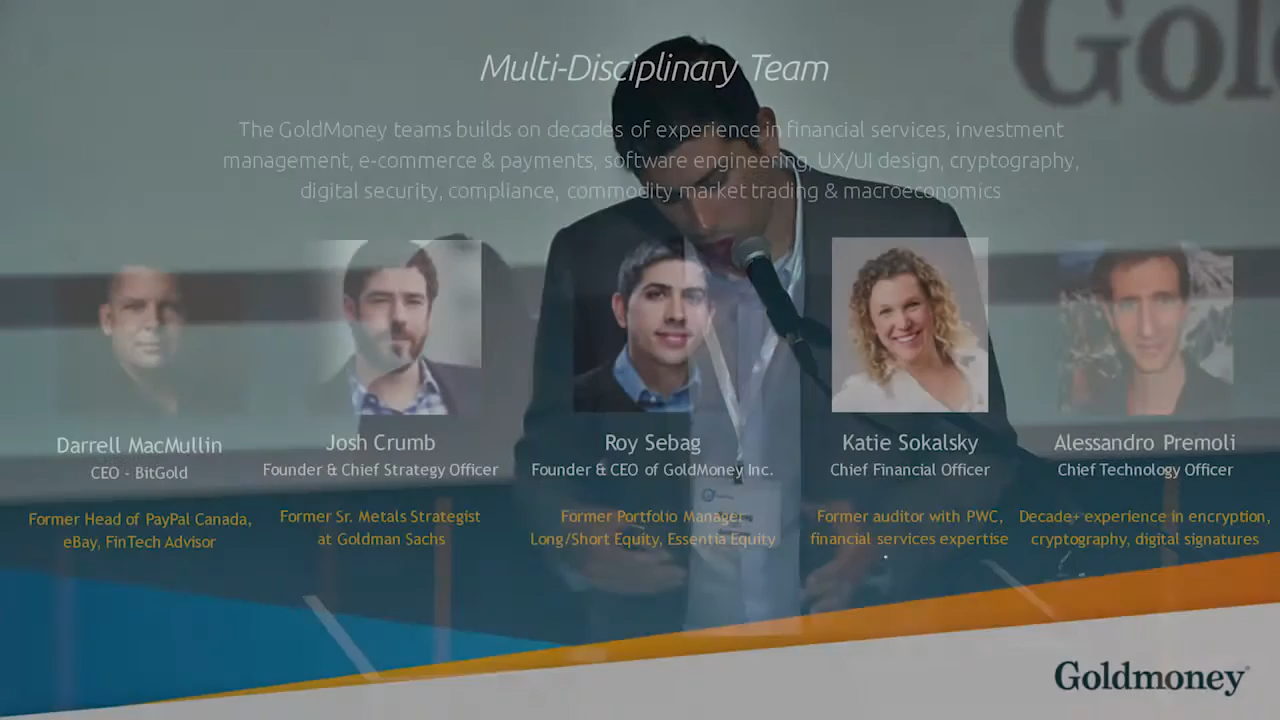 Gol
Multi-Disciplinary Team
The GoldMoney teams builds on decades of experience in financial services, investment
management, e-commerce & payments, software engineering, UX/UI design, cryptography,
digital security, compliance, commodity market trading & macroeconomics
Darrell MacMullin
CEO - BitGold
Former Head of PayPal Canada,
eBay, FinTech Advisor
Josh Crumb
Founder & Chief Strategy Officer
Former Sr. Metals Strategist
at Goldman Sachs
Roy Sebag
Founder & CEO of GoldMoney Inc.
Former Portfolio Manager
Long/Short Equity, Essentia Equity
Katie Sokalsky
Chief Financial Officer
Former auditor with PWC,
financial services expertise
Alessandro Premoli
Chief Technology Officer
Decade+ experience in encryption,
cryptography, digital signatures
Goldmoney